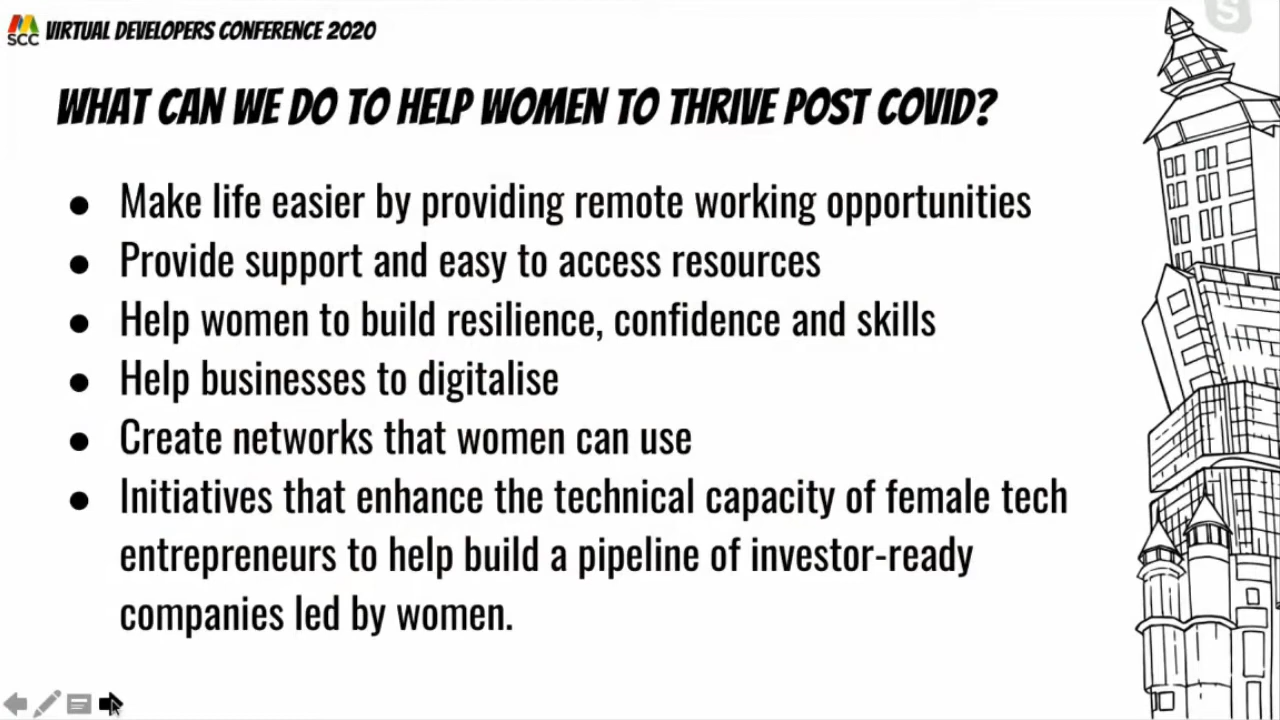 SCC VIRTUAL DEVELOPERS CONFERENCE 2020
S
WHAT CAN WE DO TO HELP WOMEN TO THRIVE POST COVID?
● Make life easier by providing remote working opportunities
● Provide support and easy to access resources
● Help women to build resilience, confidence and skills
● Help businesses to digitalise
● Create networks that women can use
● Initiatives that enhance the technical capacity of female tech
entrepreneurs to help build a pipeline of investor-ready
companies led by women.